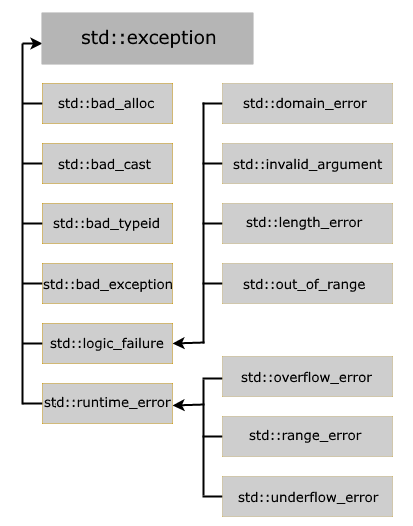 std::exception
std::bad_alloc
std::domain_error
std::bad_cast
std::invalid_argument
std::bad_typeid
std::length_error
std::bad_exception
std::out_of_range
std::logic_failure
std::overflow_error
std::runtime_error
std::range_error
std::underflow_error